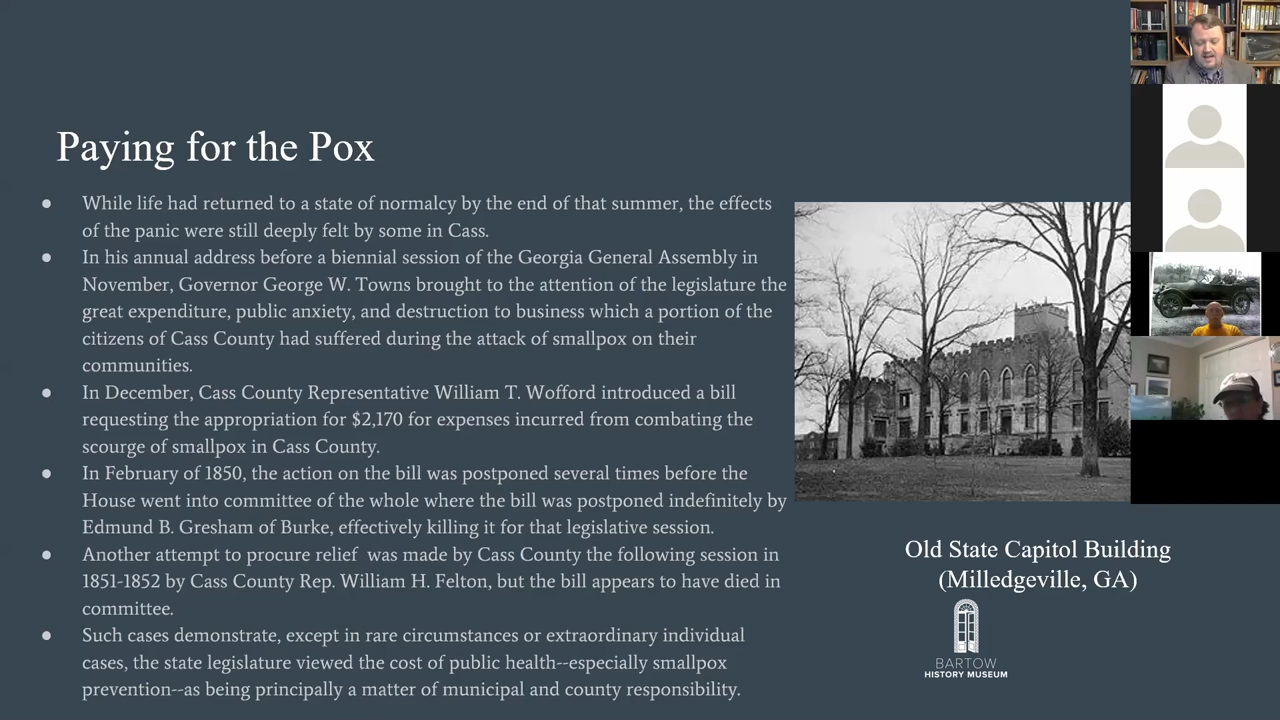 Paying for the Pox
While life had returned to a state of normalcy by the end of that summer, the effects
of the panic were still deeply felt by some in Cass.
In his annual address before a biennial session of the Georgia General Assembly in
November, Governor George W. Towns brought to the attention of the legislature the
great expenditure, public anxiety, and destruction to business which a portion of the
citizens of Cass County had suffered during the attack of smallpox on their
communities.
In December, Cass County Representative William T. Wofford introduced a bill
requesting the appropriation for $2,170 for expenses incurred from combating the
scourge of smallpox in Cass County.
In February of 1850, the action on the bill was postponed several times before the
House went into committee of the whole where the bill was postponed indefinitely by
Edmund B. Gresham of Burke, effectively killing it for that legislative session.
Another attempt to procure relief  was made by Cass County the following session in
1851-1852 by Cass County Rep. William H. Felton, but the bill appears to have died in
committee.
Such cases demonstrate, except in rare circumstances or extraordinary individual
cases, the state legislature viewed the cost of public health--especially smallpox
prevention--as being principally a matter of municipal and county responsibility.
Old State Capitol Building
(Milledgeville, GA)
BARTOW
HISTORY MUSEUM